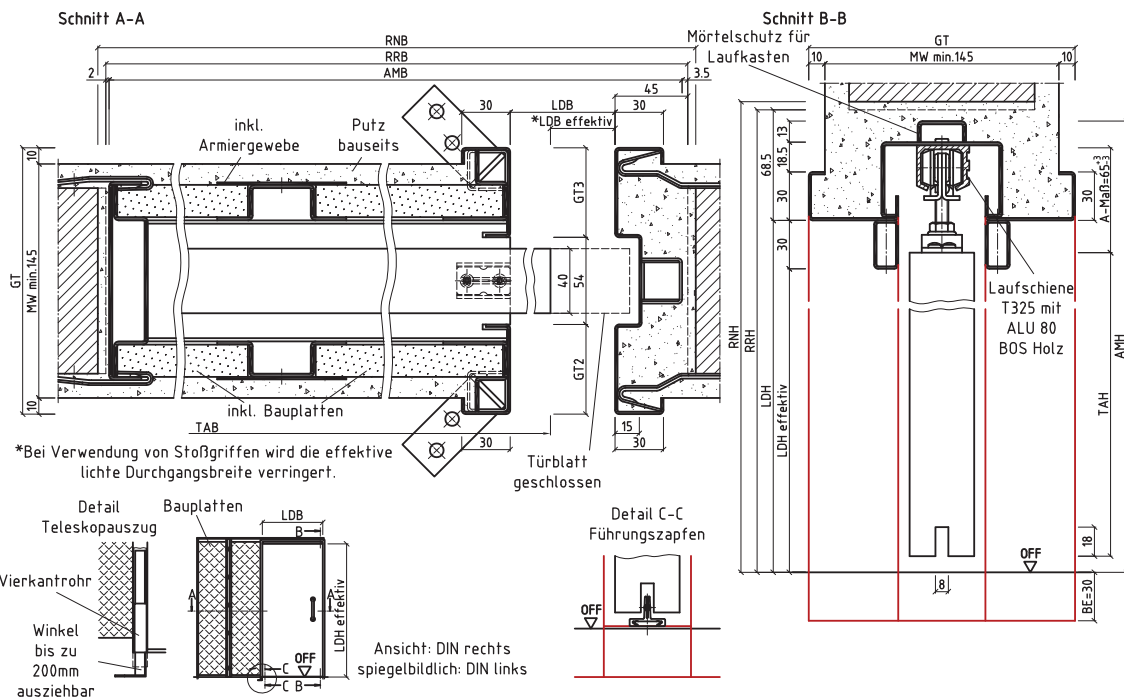 Schnitt A-A
RNB
RRB
AMB
2
3.5
45
30
LDB
30
*LDB effektiv
inkl.
Armiergewebe
Putz
bauseits
10
GT
MW min.145
10
GT3
40
54
GT2
inkl. Bauplatten
TAB
30
15
30
Türblatt
geschlossen
*Bei Verwendung von Stoßgriffen wird die effektive
lichte Durchgangsbreite verringert.
Schnitt B-B
Mörtelschutz für
Laufkasten
GT
10
MW min.145
10
13
18.5
68.5
30
30
30
A-Maß=65 +3 -3
RNH
RRH
LDH
LDH effektiv
AMH
TAH
Laufschiene
T325 mit
ALU 80
BOS Holz
18
8
OFF
BE=30
Detail
Teleskopauszug
Vierkantrohr
Winkel
bis zu
200mm
ausziehbar
Bauplatten
LDB
B
A
A
LDH effektiv
OFF
C
C B
Ansicht: DIN rechts
spiegelbildlich: DIN links
Detail C-C
Führungszapfen
OFF